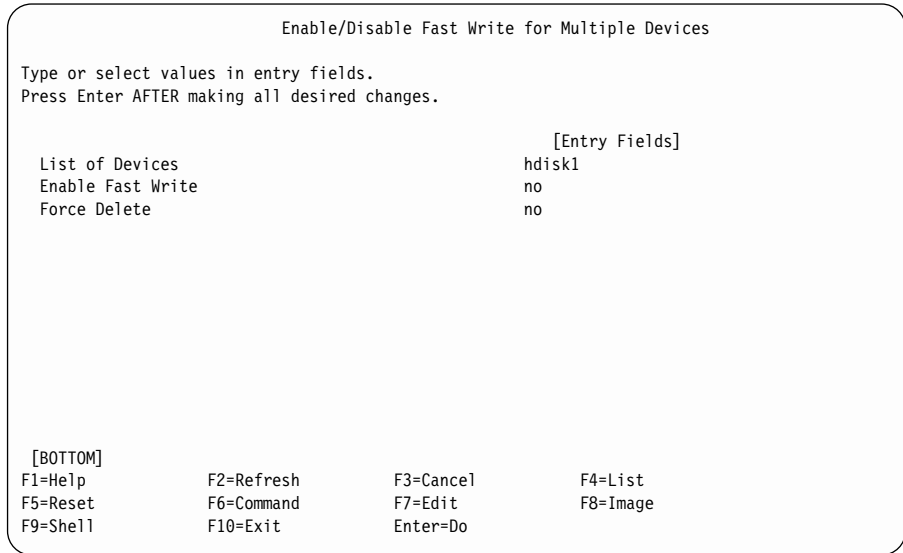 Enable/Disable Fast Write for Multiple Devices
Type or select values in entry fields.
Press Enter AFTER making all desired changes.
[Entry Fields]
List of Devices hdisk1
Enable Fast Write no
Force Delete no
[BOTTOM]
F1=Help F2=Refresh F3=Cancel F4=List
F5=Reset F6=Command F7=Edit F8=Image
F9=Shell F10=Exit Enter=Do